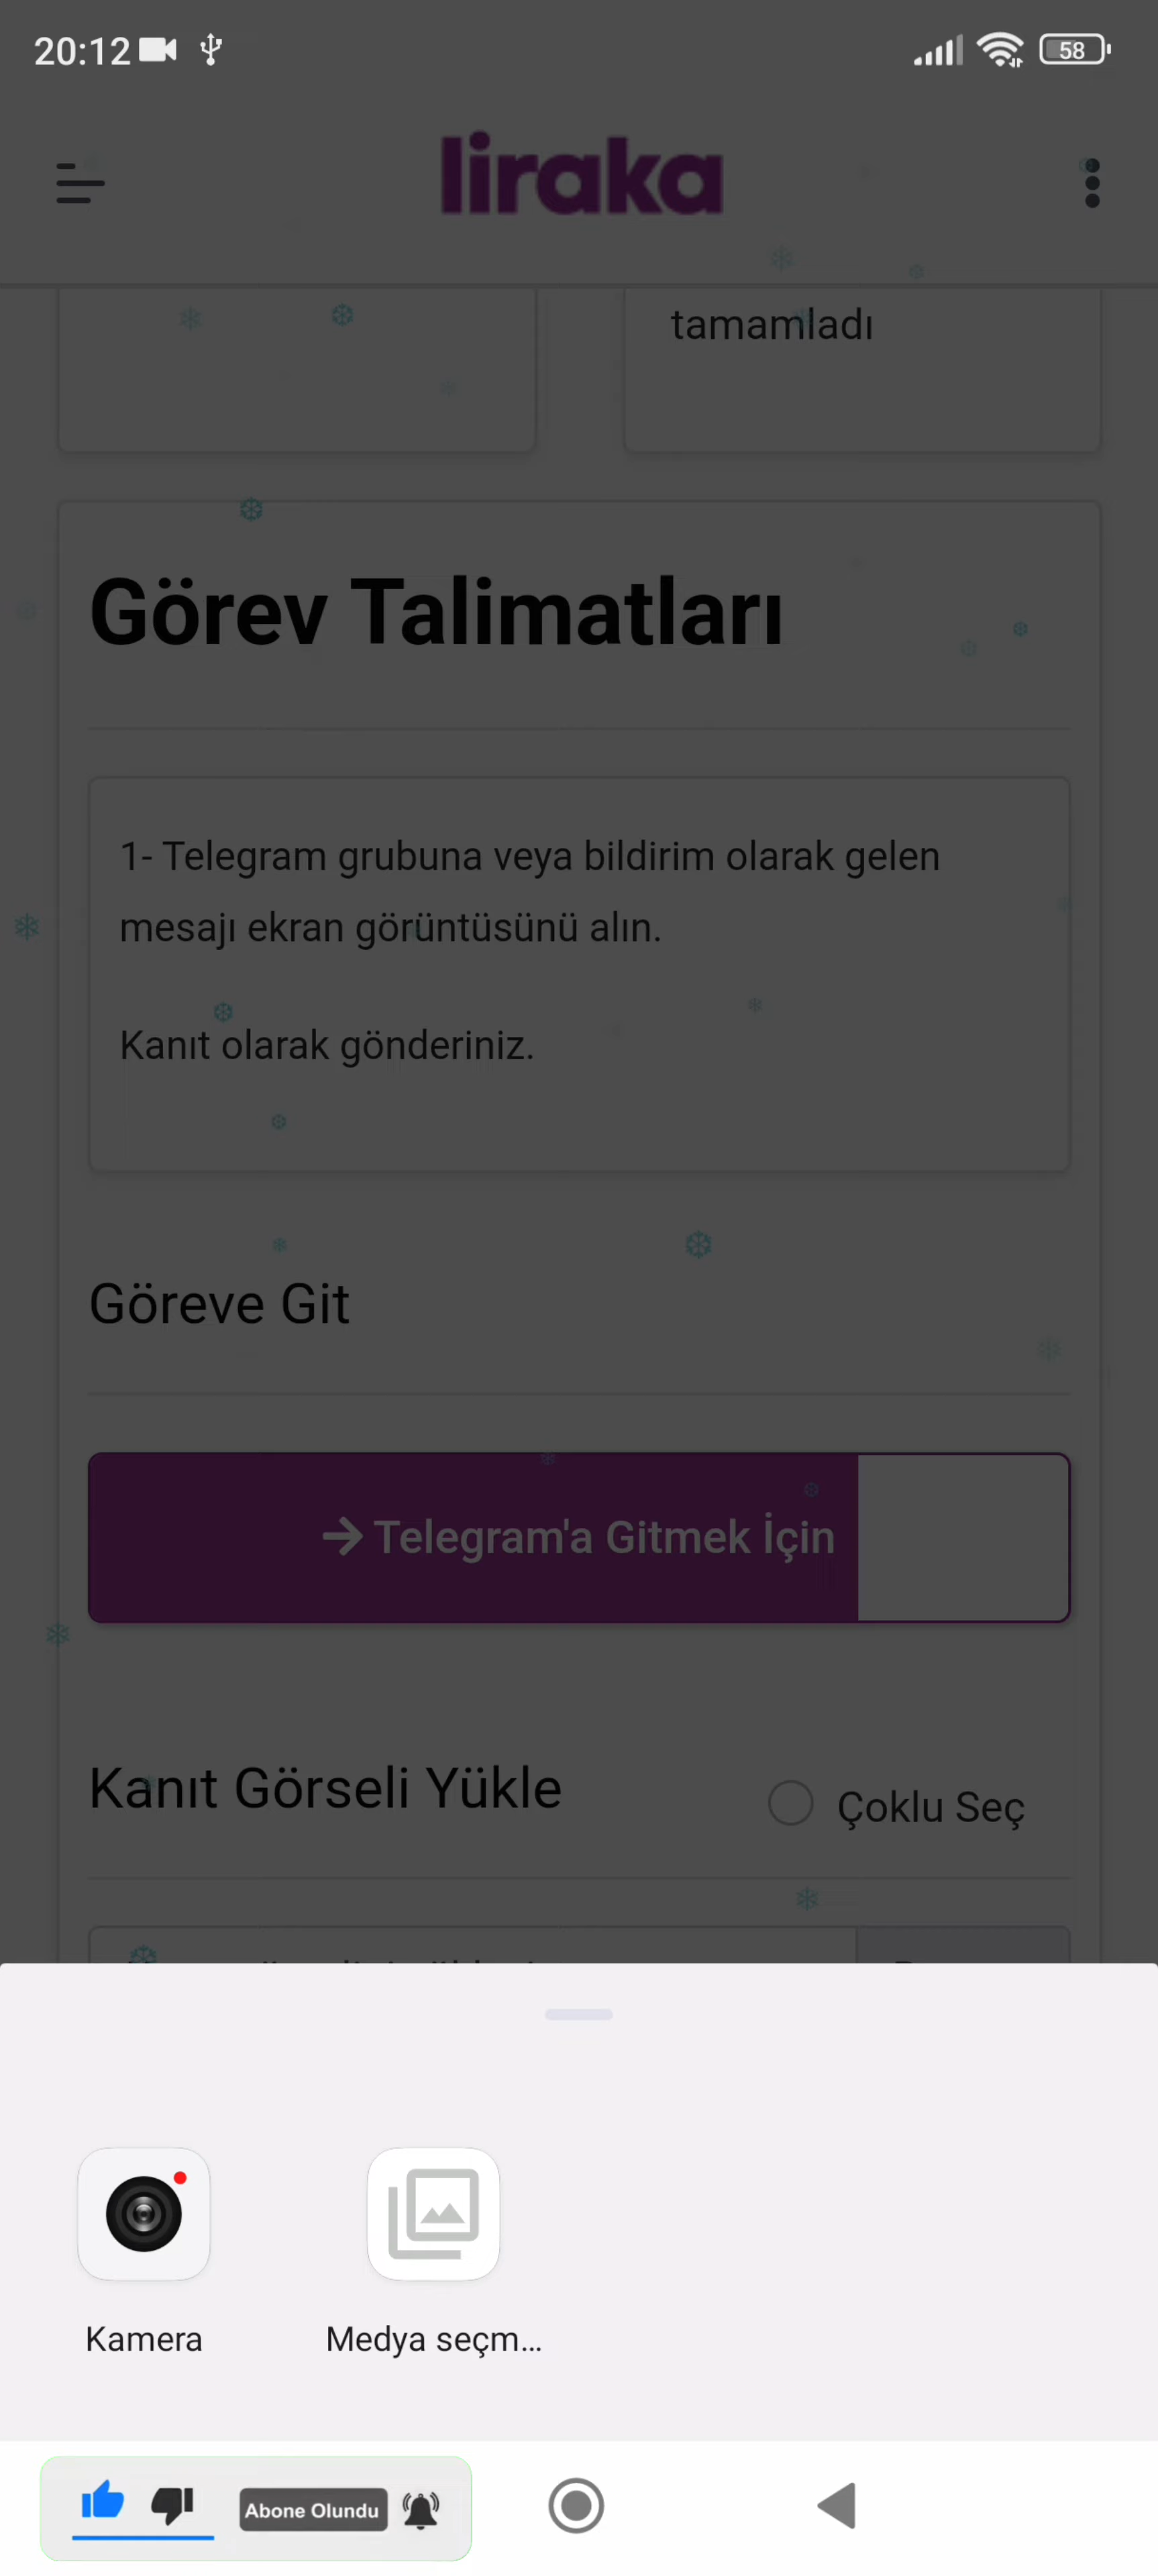 20:12
58
liraka
tamamladı
Görev Talimatları
1- Telegram grubuna veya bildirim olarak gelen
mesajı ekran görüntüsünü alın.
Kanıt olarak gönderiniz.
Göreve Git
→ Telegram'a Gitmek İçin
Kanıt Görseli Yükle
Çoklu Seç
Kamera
Medya seçm...
Abone Olundu